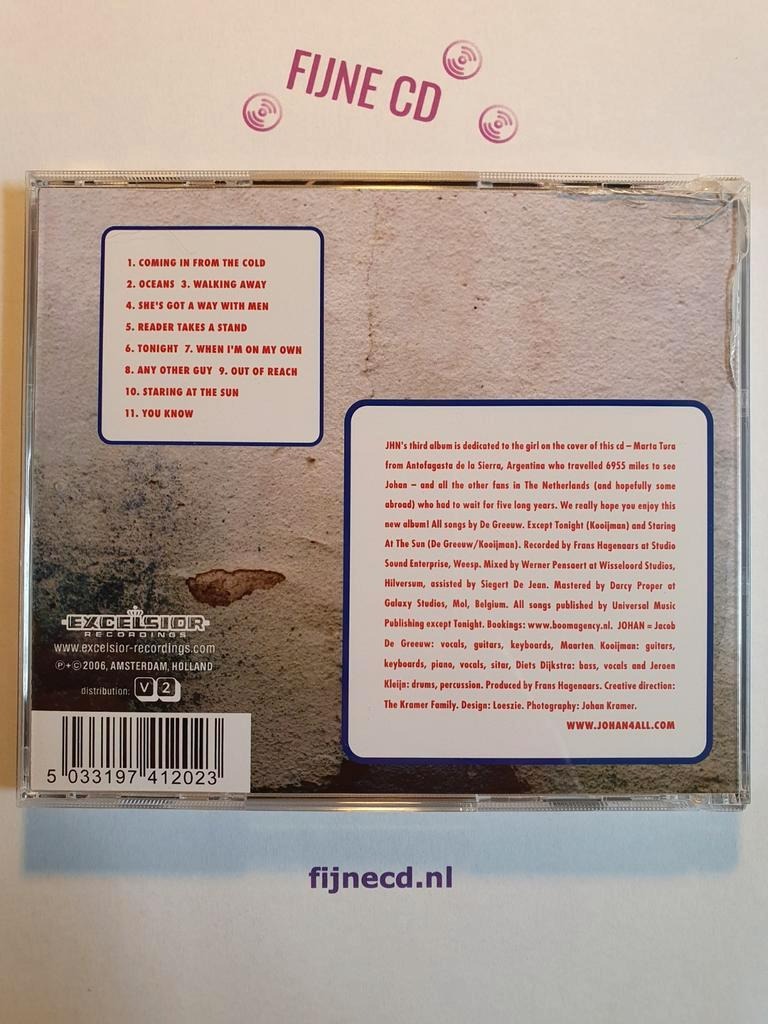 FIJNE CD
1. COMING IN FROM THE COLD
2. OCEANS 3. WALKING AWAY
4. SHE'S GOT A WAY WITH MEN
5. READER TAKES A STAND
6. TONIGHT 7. WHEN I'M ON MY OWN
8. ANY OTHER GUY 9. OUT OF REACH
10. STARING AT THE SUN
11. YOU KNOW
JHN's third album is dedicated to the girl on the cover of this cd – Marta Tura
from Antofagasta de la Sierra, Argentina who travelled 6955 miles to see
Johan – and all the other fans in The Netherlands (and hopefully some
abroad) who had to wait for five long years. We really hope you enjoy this
new album! All songs by De Greeuw. Except Tonight (Kooijman) and Staring
At The Sun (De Greeuw/Kooijman). Recorded by Frans Hagenaars at Studio
Sound Enterprise, Weesp. Mixed by Werner Pensaert at Wisseloord Studios,
Hilversum, assisted by Siegert De Jean. Mastered by Darcy Proper at
Galaxy Studios, Mol, Belgium. All songs published by Universal Music
Publishing except Tonight. Bookings: www.boomagency.nl. JOHAN = Jacob
De Greeuw: vocals, guitars, keyboards, Maarten Kooijman: guitars,
keyboards, piano, vocals, sitar, Diets Dijkstra: bass, vocals and Jeroen
Kleijn: drums, percussion. Produced by Frans Hagenaars. Creative direction:
The Kramer Family. Design: Loeszie. Photography: Johan Kramer.
WWW.JOHAN4ALL.COM
EXCELSIOR
RECORDINGS
www.excelsior-recordings.com
℗+© 2006, AMSTERDAM, HOLLAND
distribution: V2
5 033197 412023
fijnecd.nl